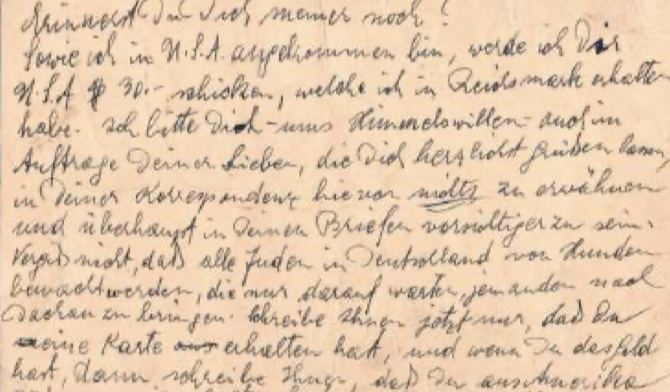 Erinnerst Du Dich meiner noch?
Sowie ich in U.S.A. angekommen bin, werde ich Dir
U.S.A $ 30.- schicken, welche ich in Reichsmark erhalten
habe. Ich bitte Dich - ums Himmelswillen - auch im
Auftrage Deiner Lieben, die Dich herzlichst grüßen lassen,
in Deiner Korrespondenz hievon nichts zu erwähnen
und überhaupt in Deinen Briefen vorsichtiger zu sein.
Vergiß nicht, daß alle Juden in Deutschland von Hunden
bewacht werden, die nur darauf warten, jemanden nach
Dachau zu bringen. Schreibe Ihnen jetzt nur, daß Du
eine Karte erhalten hast, und wenn Du das Geld
hast, dann schreibe Ihnen, daß Du aus Amerika